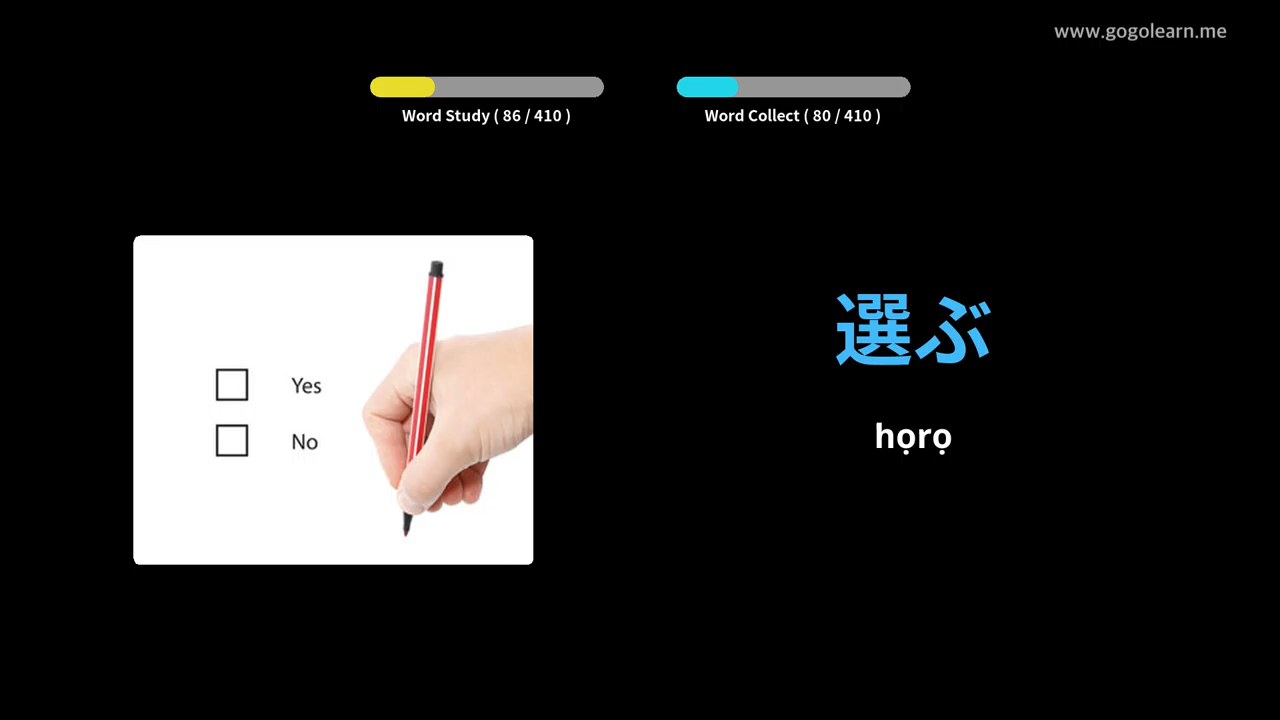 www.gogolearn.me
Word Study ( 86 / 410 )
Word Collect ( 80 / 410 )
Yes
No
選ぶ
họrọ